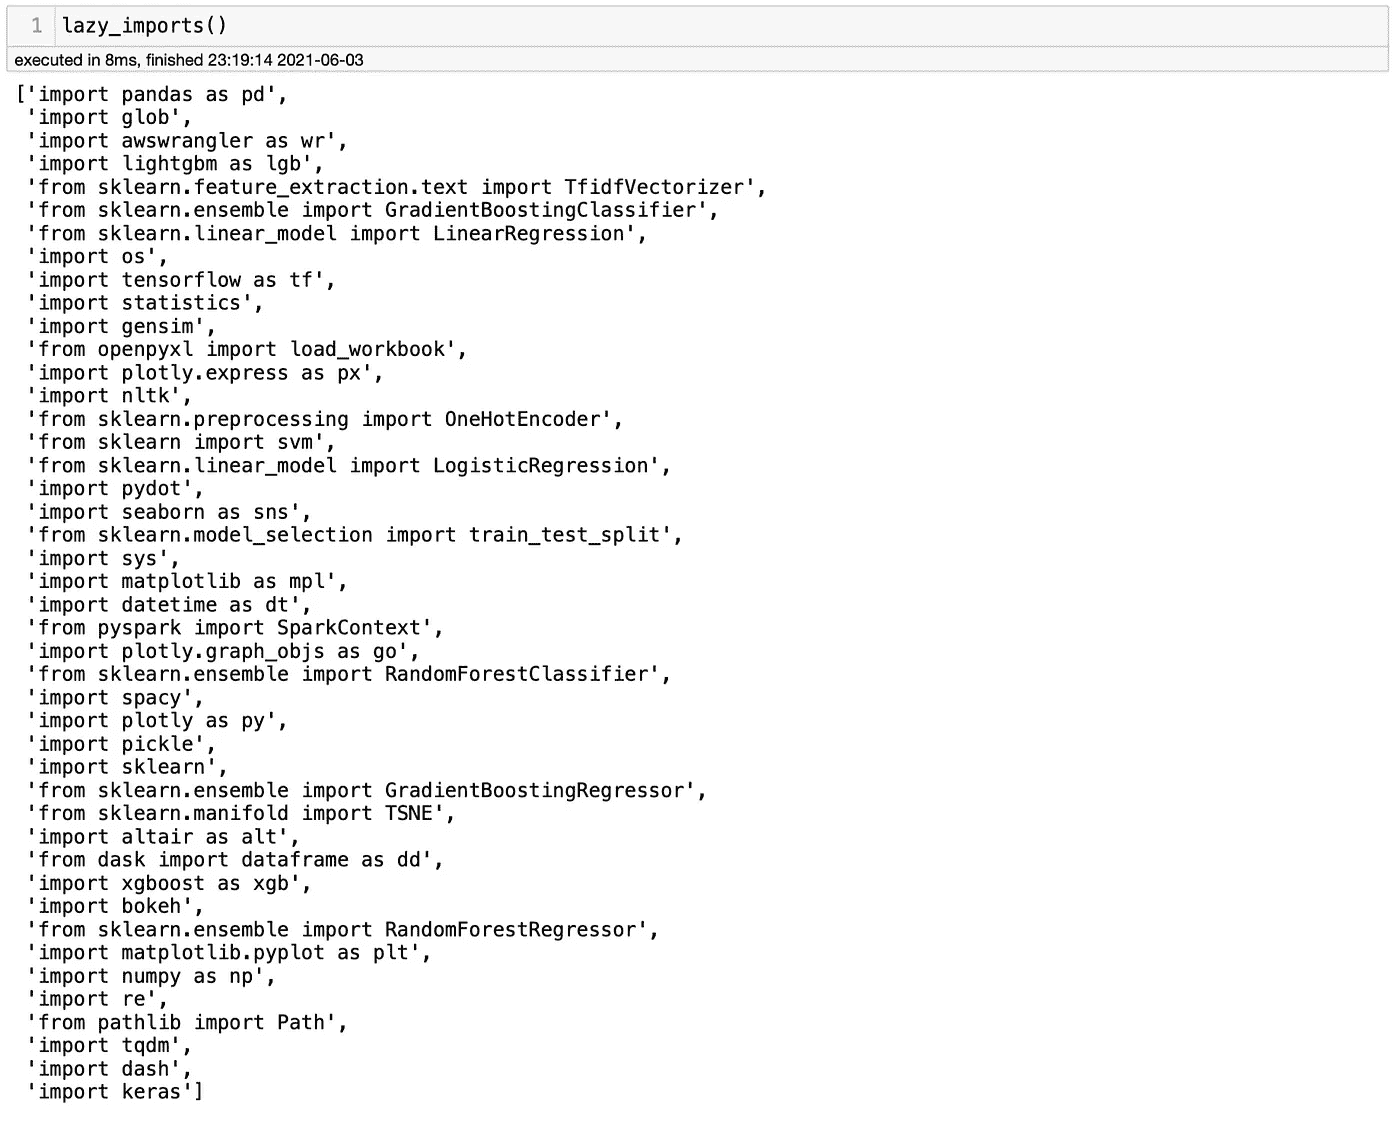 1 lazy_imports()
executed in 8ms, finished 23:19:14 2021-06-03
['import pandas as pd',
'import glob',
'import awswrangler as wr',
'import lightgbm as lgb',
'from sklearn.feature_extraction.text import TfidfVectorizer',
'from sklearn.ensemble import GradientBoostingClassifier',
'from sklearn.linear_model import LinearRegression',
'import os',
'import tensorflow as tf',
'import statistics',
'import gensim',
'from openpyxl import load_workbook',
'import plotly.express as px',
'import nltk',
'from sklearn.preprocessing import OneHotEncoder',
'from sklearn import svm',
'from sklearn.linear_model import LogisticRegression',
'import pydot',
'import seaborn as sns',
'from sklearn.model_selection import train_test_split',
'import sys',
'import matplotlib as mpl',
'import datetime as dt',
'from pyspark import SparkContext',
'import plotly.graph_objs as go',
'from sklearn.ensemble import RandomForestClassifier',
'import spacy',
'import plotly as py',
'import pickle',
'import sklearn',
'from sklearn.ensemble import GradientBoostingRegressor',
'from sklearn.manifold import TSNE',
'import altair as alt',
'from dask import dataframe as dd',
'import xgboost as xgb',
'import bokeh',
'from sklearn.ensemble import RandomForestRegressor',
'import matplotlib.pyplot as plt',
'import numpy as np',
'import re',
'from pathlib import Path',
'import tqdm',
'import dash',
'import keras']